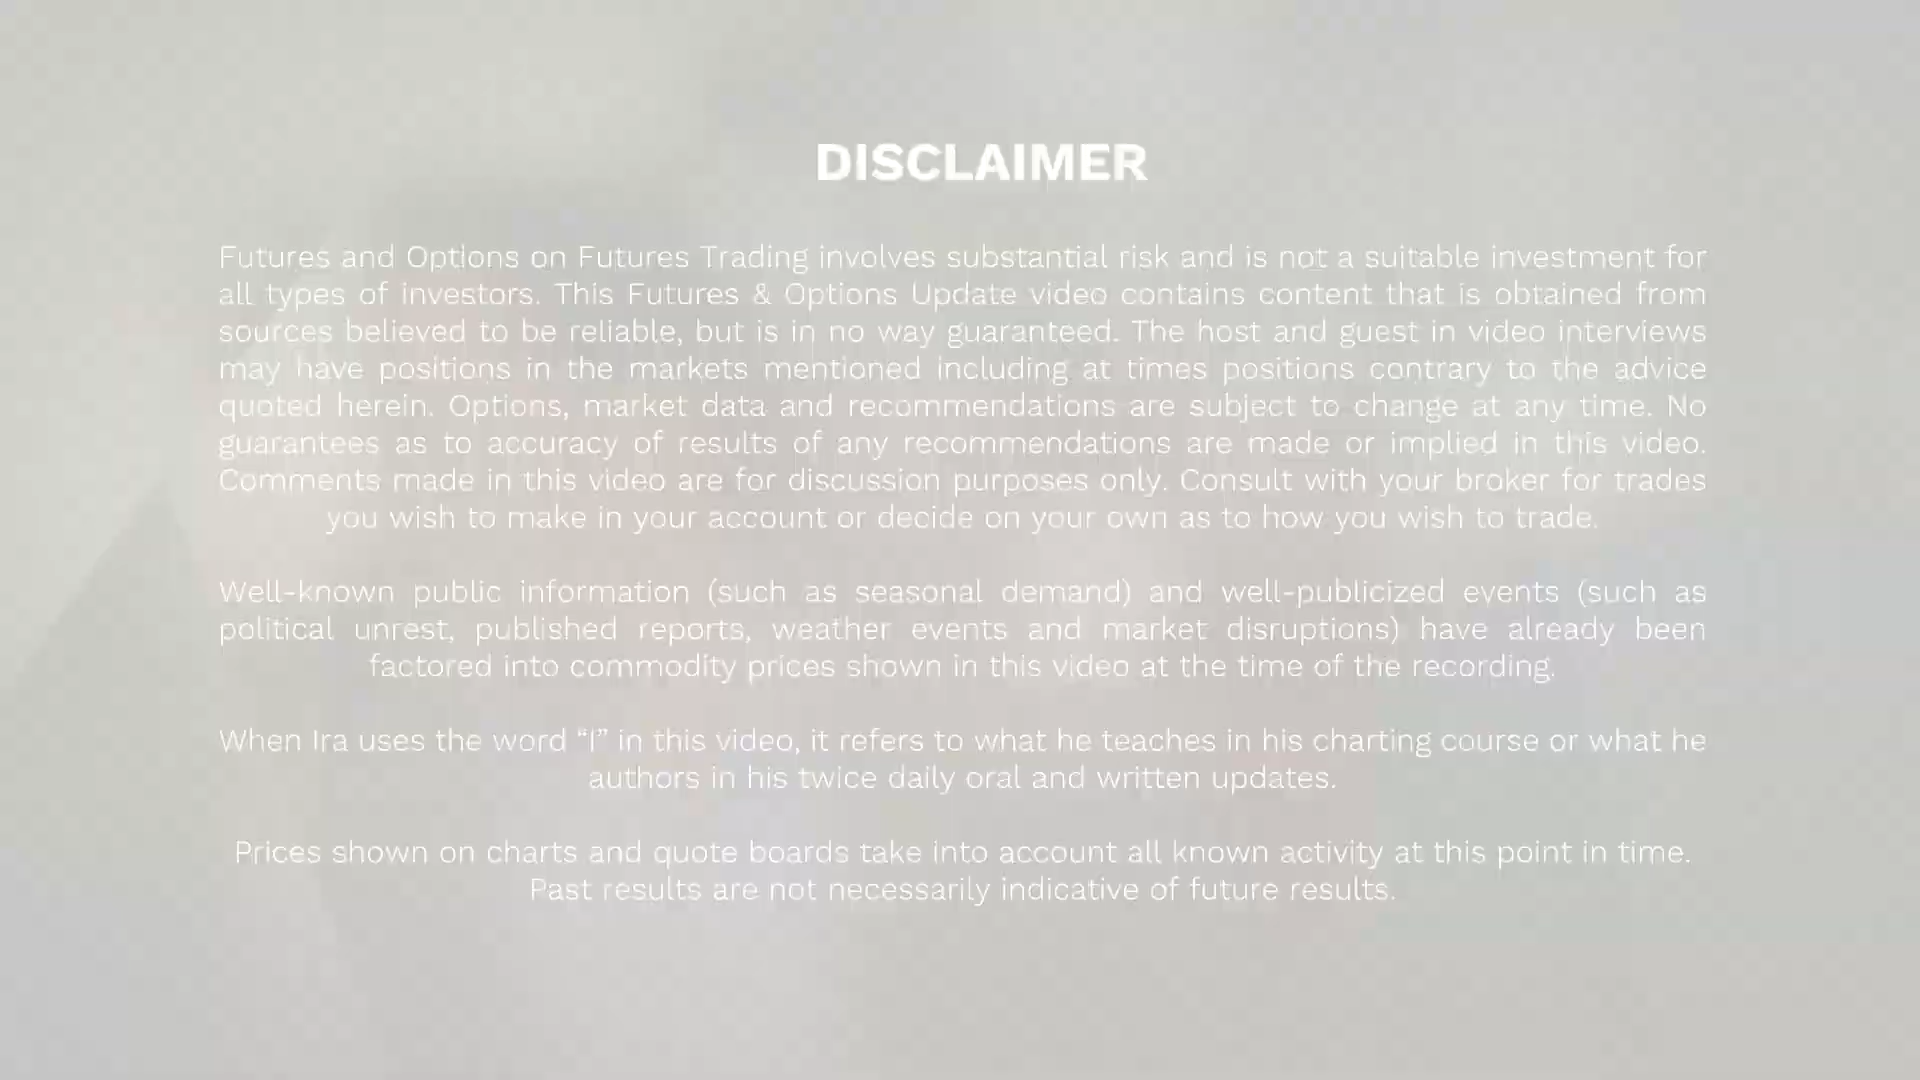 DISCLAIMER
Futures and Options on Futures Trading involves substantial risk and is not a suitable investment for
all types of investors. This Futures & Options Update video contains content that is obtained from
sources believed to be reliable, but is in no way guaranteed. The host and guest in video interviews
may have positions in the markets mentioned including at times positions contrary to the advice
quoted herein. Options, market data and recommendations are subject to change at any time. No
guarantees as to accuracy of results of any recommendations are made or implied in this video.
Comments made in this video are for discussion purposes only. Consult with your broker for trades
you wish to make in your account or decide on your own as to how you wish to trade.
Well-known public information (such as seasonal demand) and well-publicized events (such as
political unrest, published reports, weather events and market disruptions) have already been
factored into commodity prices shown in this video at the time of the recording.
When Ira uses the word “I” in this video, it refers to what he teaches in his charting course or what he
authors in his twice daily oral and written updates.
Prices shown on charts and quote boards take into account all known activity at this point in time.
Past results are not necessarily indicative of future results.